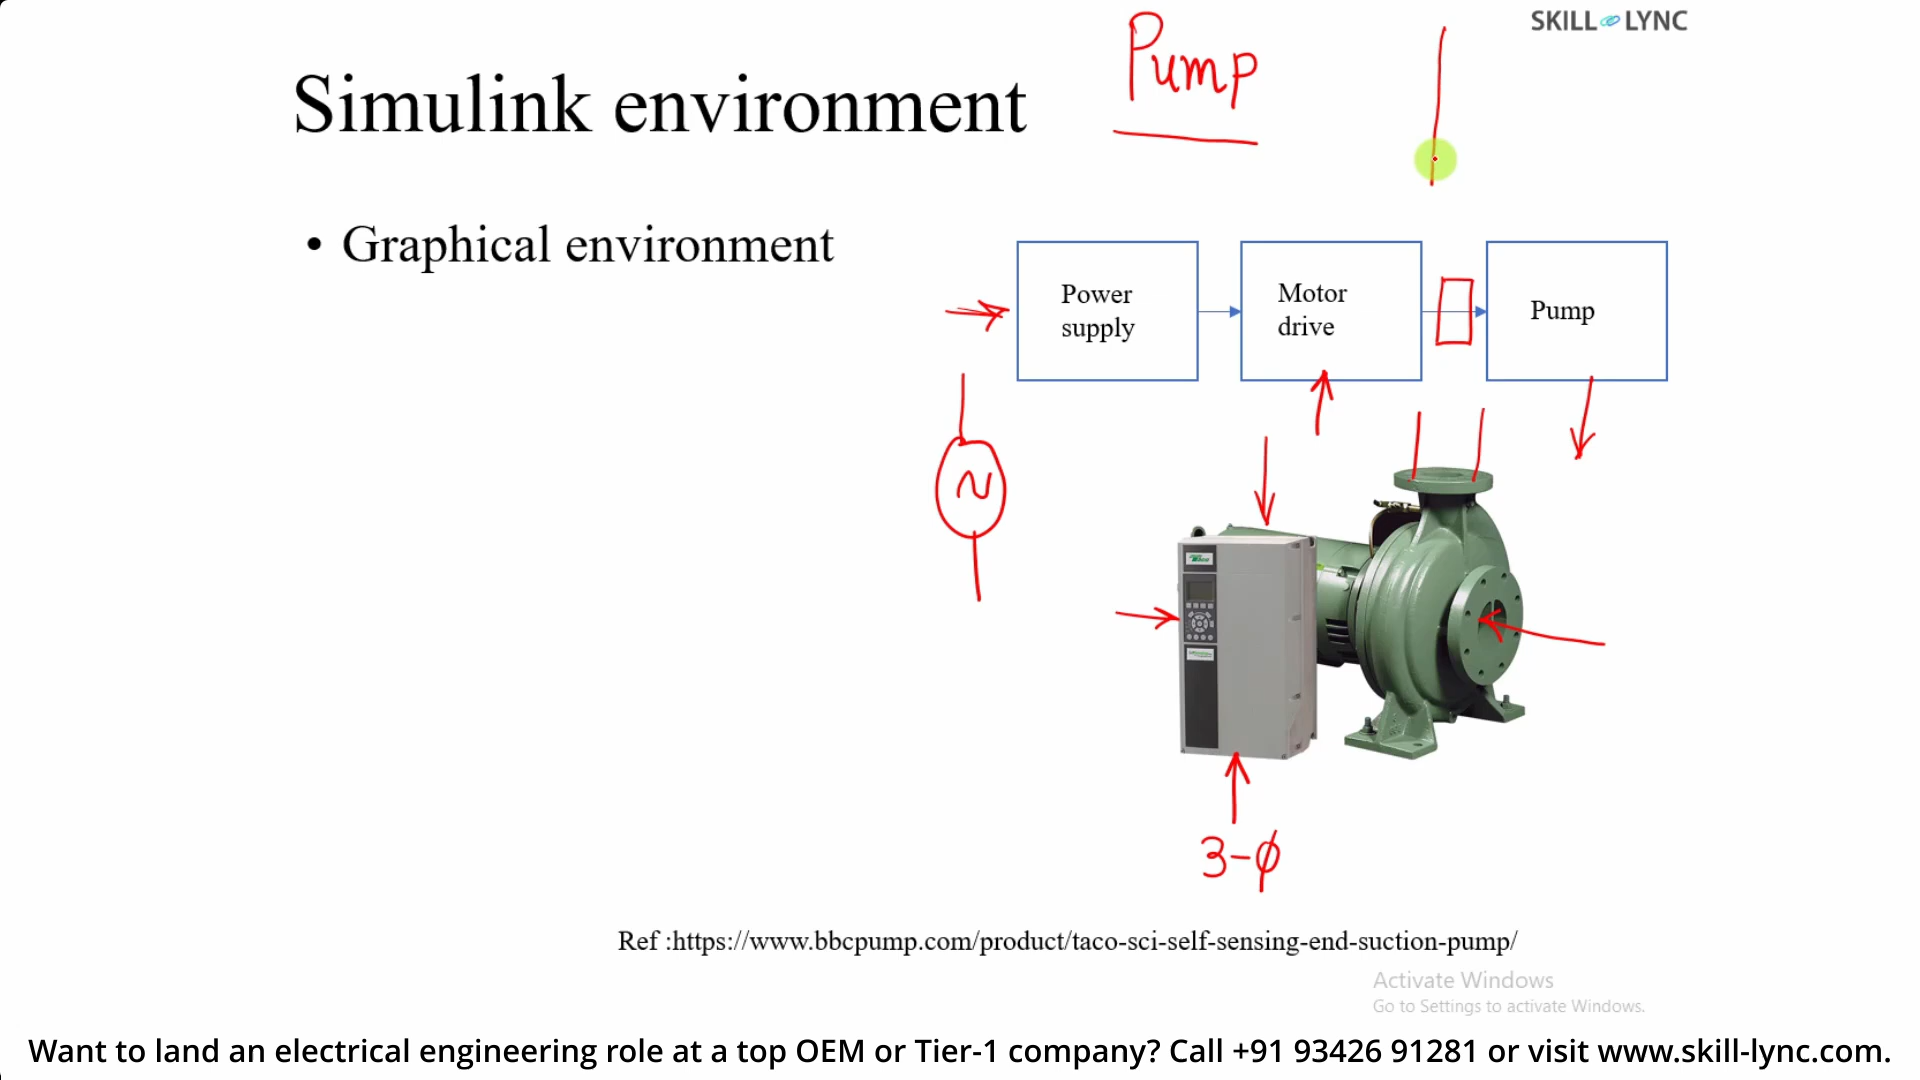 SKILL LYNC
Pump
Simulink environment
• Graphical environment
Power
supply
Motor
drive
Pump
N
3-ϕ
Ref :https://www.bbcpump.com/product/taco-sci-self-sensing-end-suction-pump/
Activate Windows
Go to Settings to activate Windows.
Want to land an electrical engineering role at a top OEM or Tier-1 company? Call +91 93426 91281 or visit www.skill-lync.com.